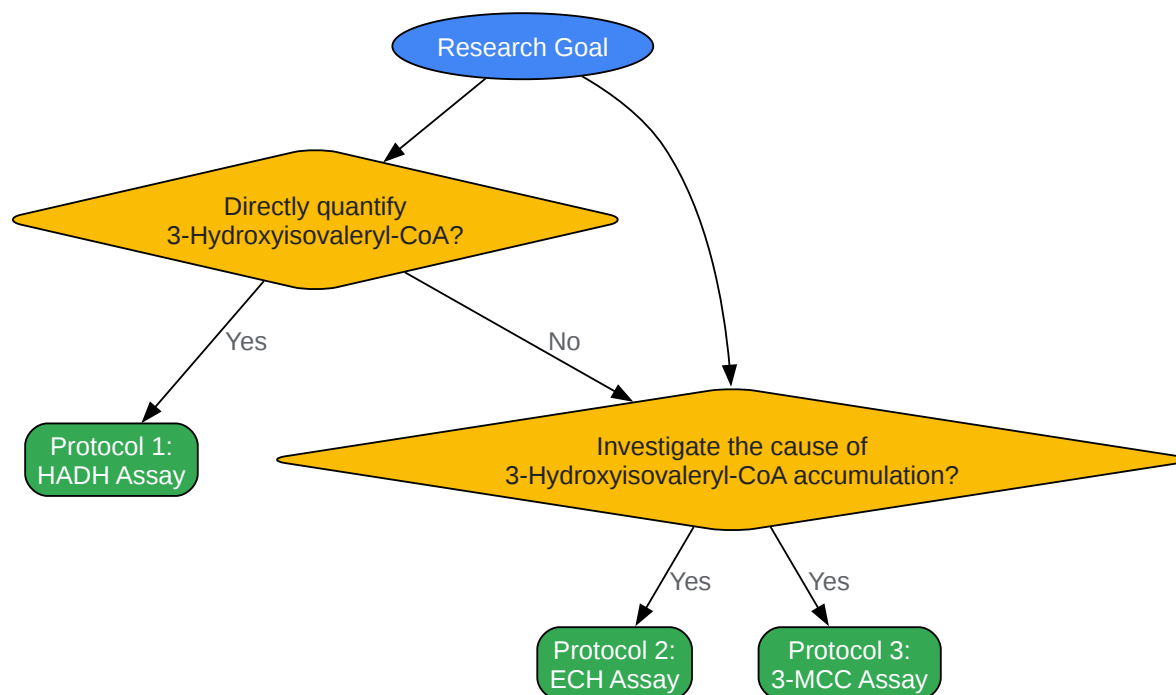 Research Goal
Directly quantify
3-Hydroxyisovaleryl-CoA?
Yes
No
Protocol 1:
HADH Assay
Investigate the cause of
3-Hydroxyisovaleryl-CoA accumulation?
Yes
Yes
Protocol 2:
ECH Assay
Protocol 3:
3-MCC Assay